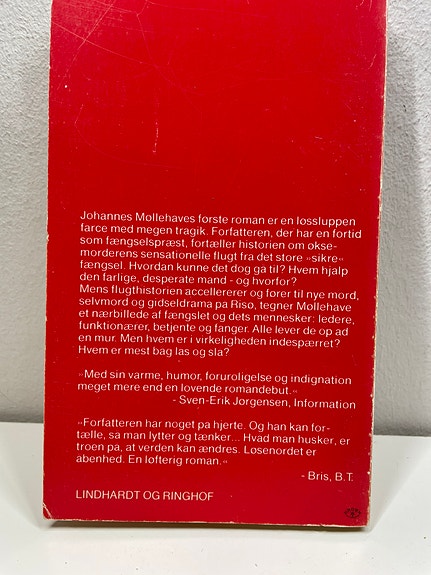 Johannes Møllehaves første roman er en løssluppen
farce med megen tragik. Forfatteren, der har en fortid
som fængselspræst, fortæller historien om økse-
morderens sensationelle flugt fra det store »sikre«
fængsel. Hvordan kunne det dog gå til? Hvem hjalp
den farlige, desperate mand - og hvorfor?
Mens flugthistorien accellererer og fører til nye mord,
selvmord og gidseldrama på Risø, tegner Møllehave
et nærbillede af fængslet og dets mennesker: ledere,
funktionærer, betjente og fanger. Alle lever de op ad
en mur. Men hvem er i virkeligheden indespærret?
Hvem er mest bag lås og slå?
»Med sin varme, humor, foruroligelse og indignation
meget mere end en lovende romandebut.«
- Sven-Erik Jørgensen, Information
»Forfatteren har noget på hjerte. Og han kan for-
tælle, så man lytter og tænker... Hvad man husker, er
troen på, at verden kan ændres. Løsenordet er
åbenhed. En løfterig roman.«
- Bris, B.T.
LINDHARDT OG RINGHOF